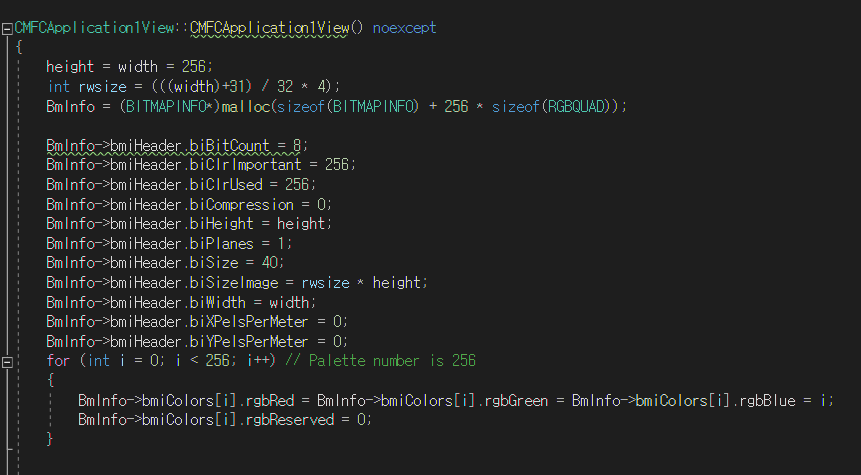 CMFCApplication1View::CMFCApplication1View() noexcept
{
height = width = 256;
int rwsize = (((width)+31) / 32 * 4);
BmInfo = (BITMAPINFO*)malloc(sizeof(BITMAPINFO) + 256 * sizeof(RGBQUAD));
BmInfo->bmiHeader.biBitCount = 8;
BmInfo->bmiHeader.biClrImportant = 256;
BmInfo->bmiHeader.biClrUsed = 256;
BmInfo->bmiHeader.biCompression = 0;
BmInfo->bmiHeader.biHeight = height;
BmInfo->bmiHeader.biPlanes = 1;
BmInfo->bmiHeader.biSize = 40;
BmInfo->bmiHeader.biSizeImage = rwsize * height;
BmInfo->bmiHeader.biWidth = width;
BmInfo->bmiHeader.biXPelsPerMeter = 0;
BmInfo->bmiHeader.biYPelsPerMeter = 0;
for (int i = 0; i < 256; i++) // Palette number is 256
{
BmInfo->bmiColors[i].rgbRed = BmInfo->bmiColors[i].rgbGreen = BmInfo->bmiColors[i].rgbBlue = i;
BmInfo->bmiColors[i].rgbReserved = 0;
}